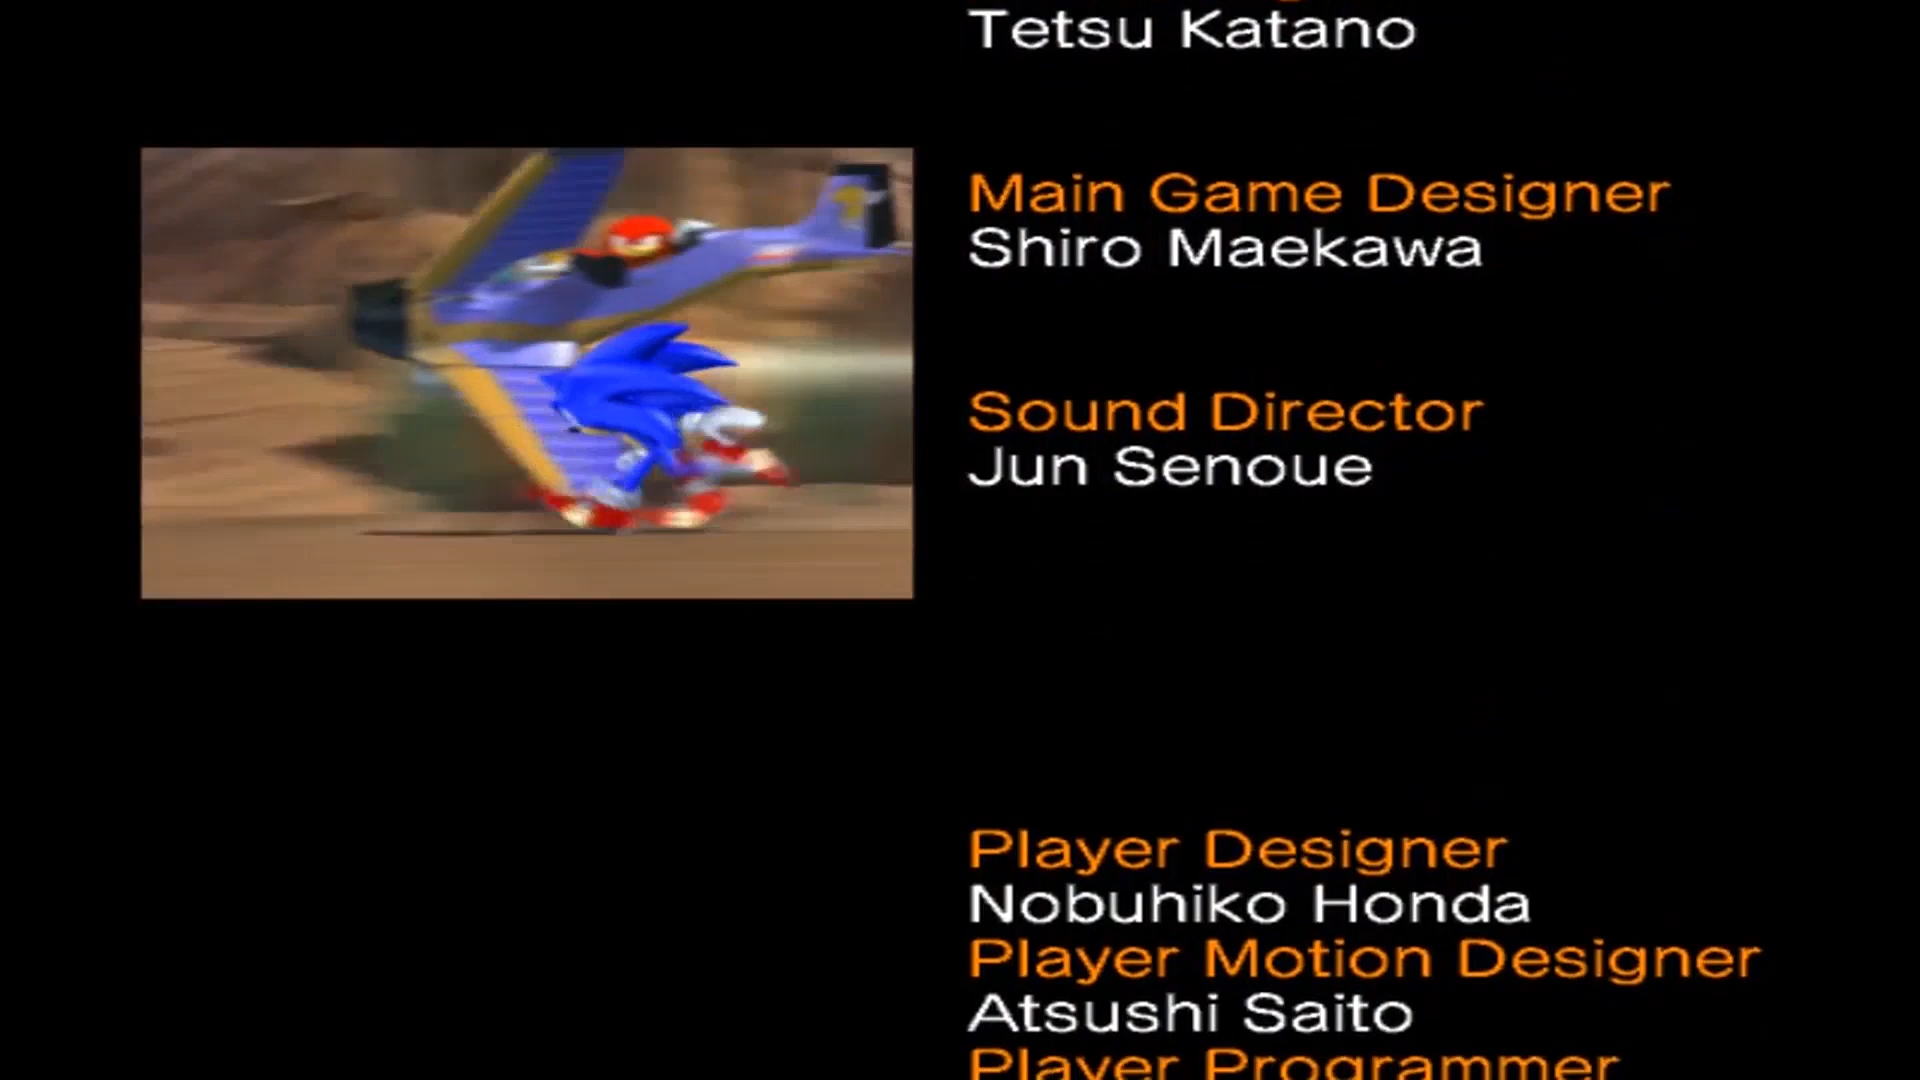 Tetsu Katano
Main Game Designer
Shiro Maekawa
Sound Director
Jun Senoue
Player Designer
Nobuhiko Honda
Player Motion Designer
Atsushi Saito
Player Programmer